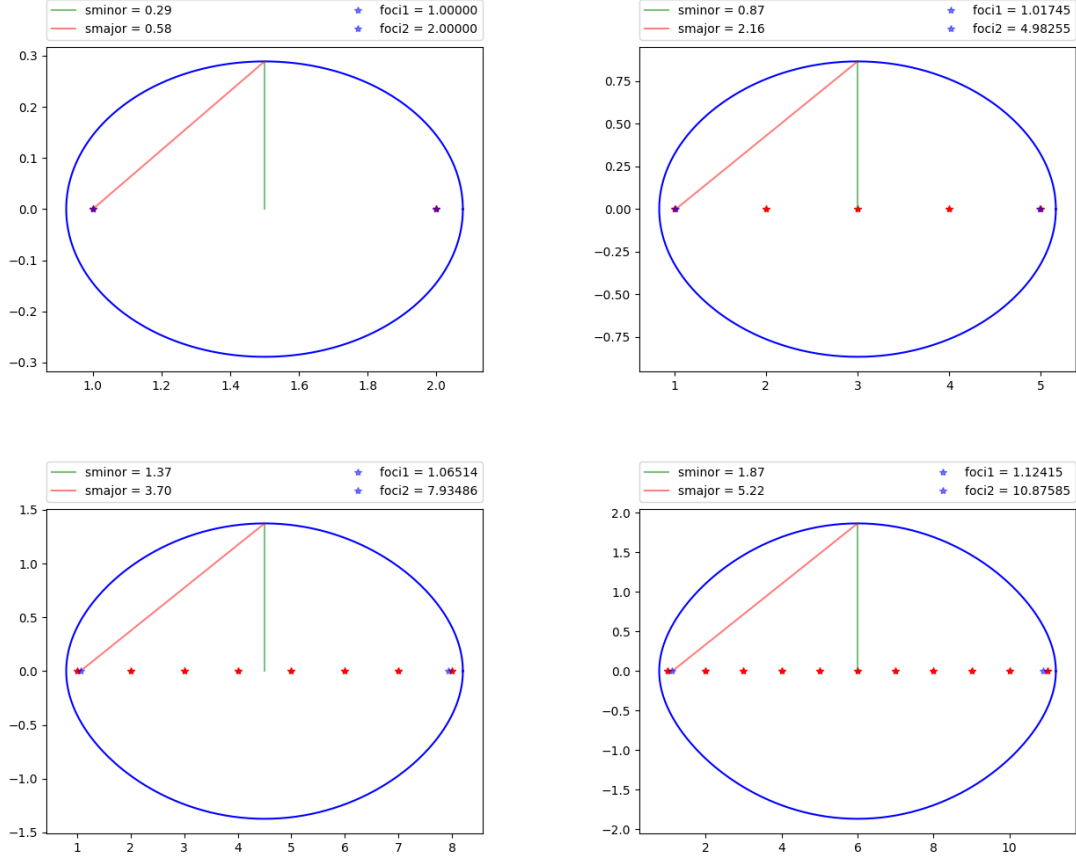 sminor = 0.29
smajor = 0.58
foci1 = 1.00000
foci2 = 2.00000
0.3
0.2
0.1
0.0
−0.1
−0.2
−0.3
1.0 1.2 1.4 1.6 1.8 2.0
sminor = 0.87
smajor = 2.16
foci1 = 1.01745
foci2 = 4.98255
0.75
0.50
0.25
0.00
−0.25
−0.50
−0.75
1 2 3 4 5
sminor = 1.37
smajor = 3.70
foci1 = 1.06514
foci2 = 7.93486
1.5
1.0
0.5
0.0
−0.5
−1.0
−1.5
1 2 3 4 5 6 7 8
sminor = 1.87
smajor = 5.22
foci1 = 1.12415
foci2 = 10.87585
2.0
1.5
1.0
0.5
0.0
−0.5
−1.0
−1.5
−2.0
2 4 6 8 10